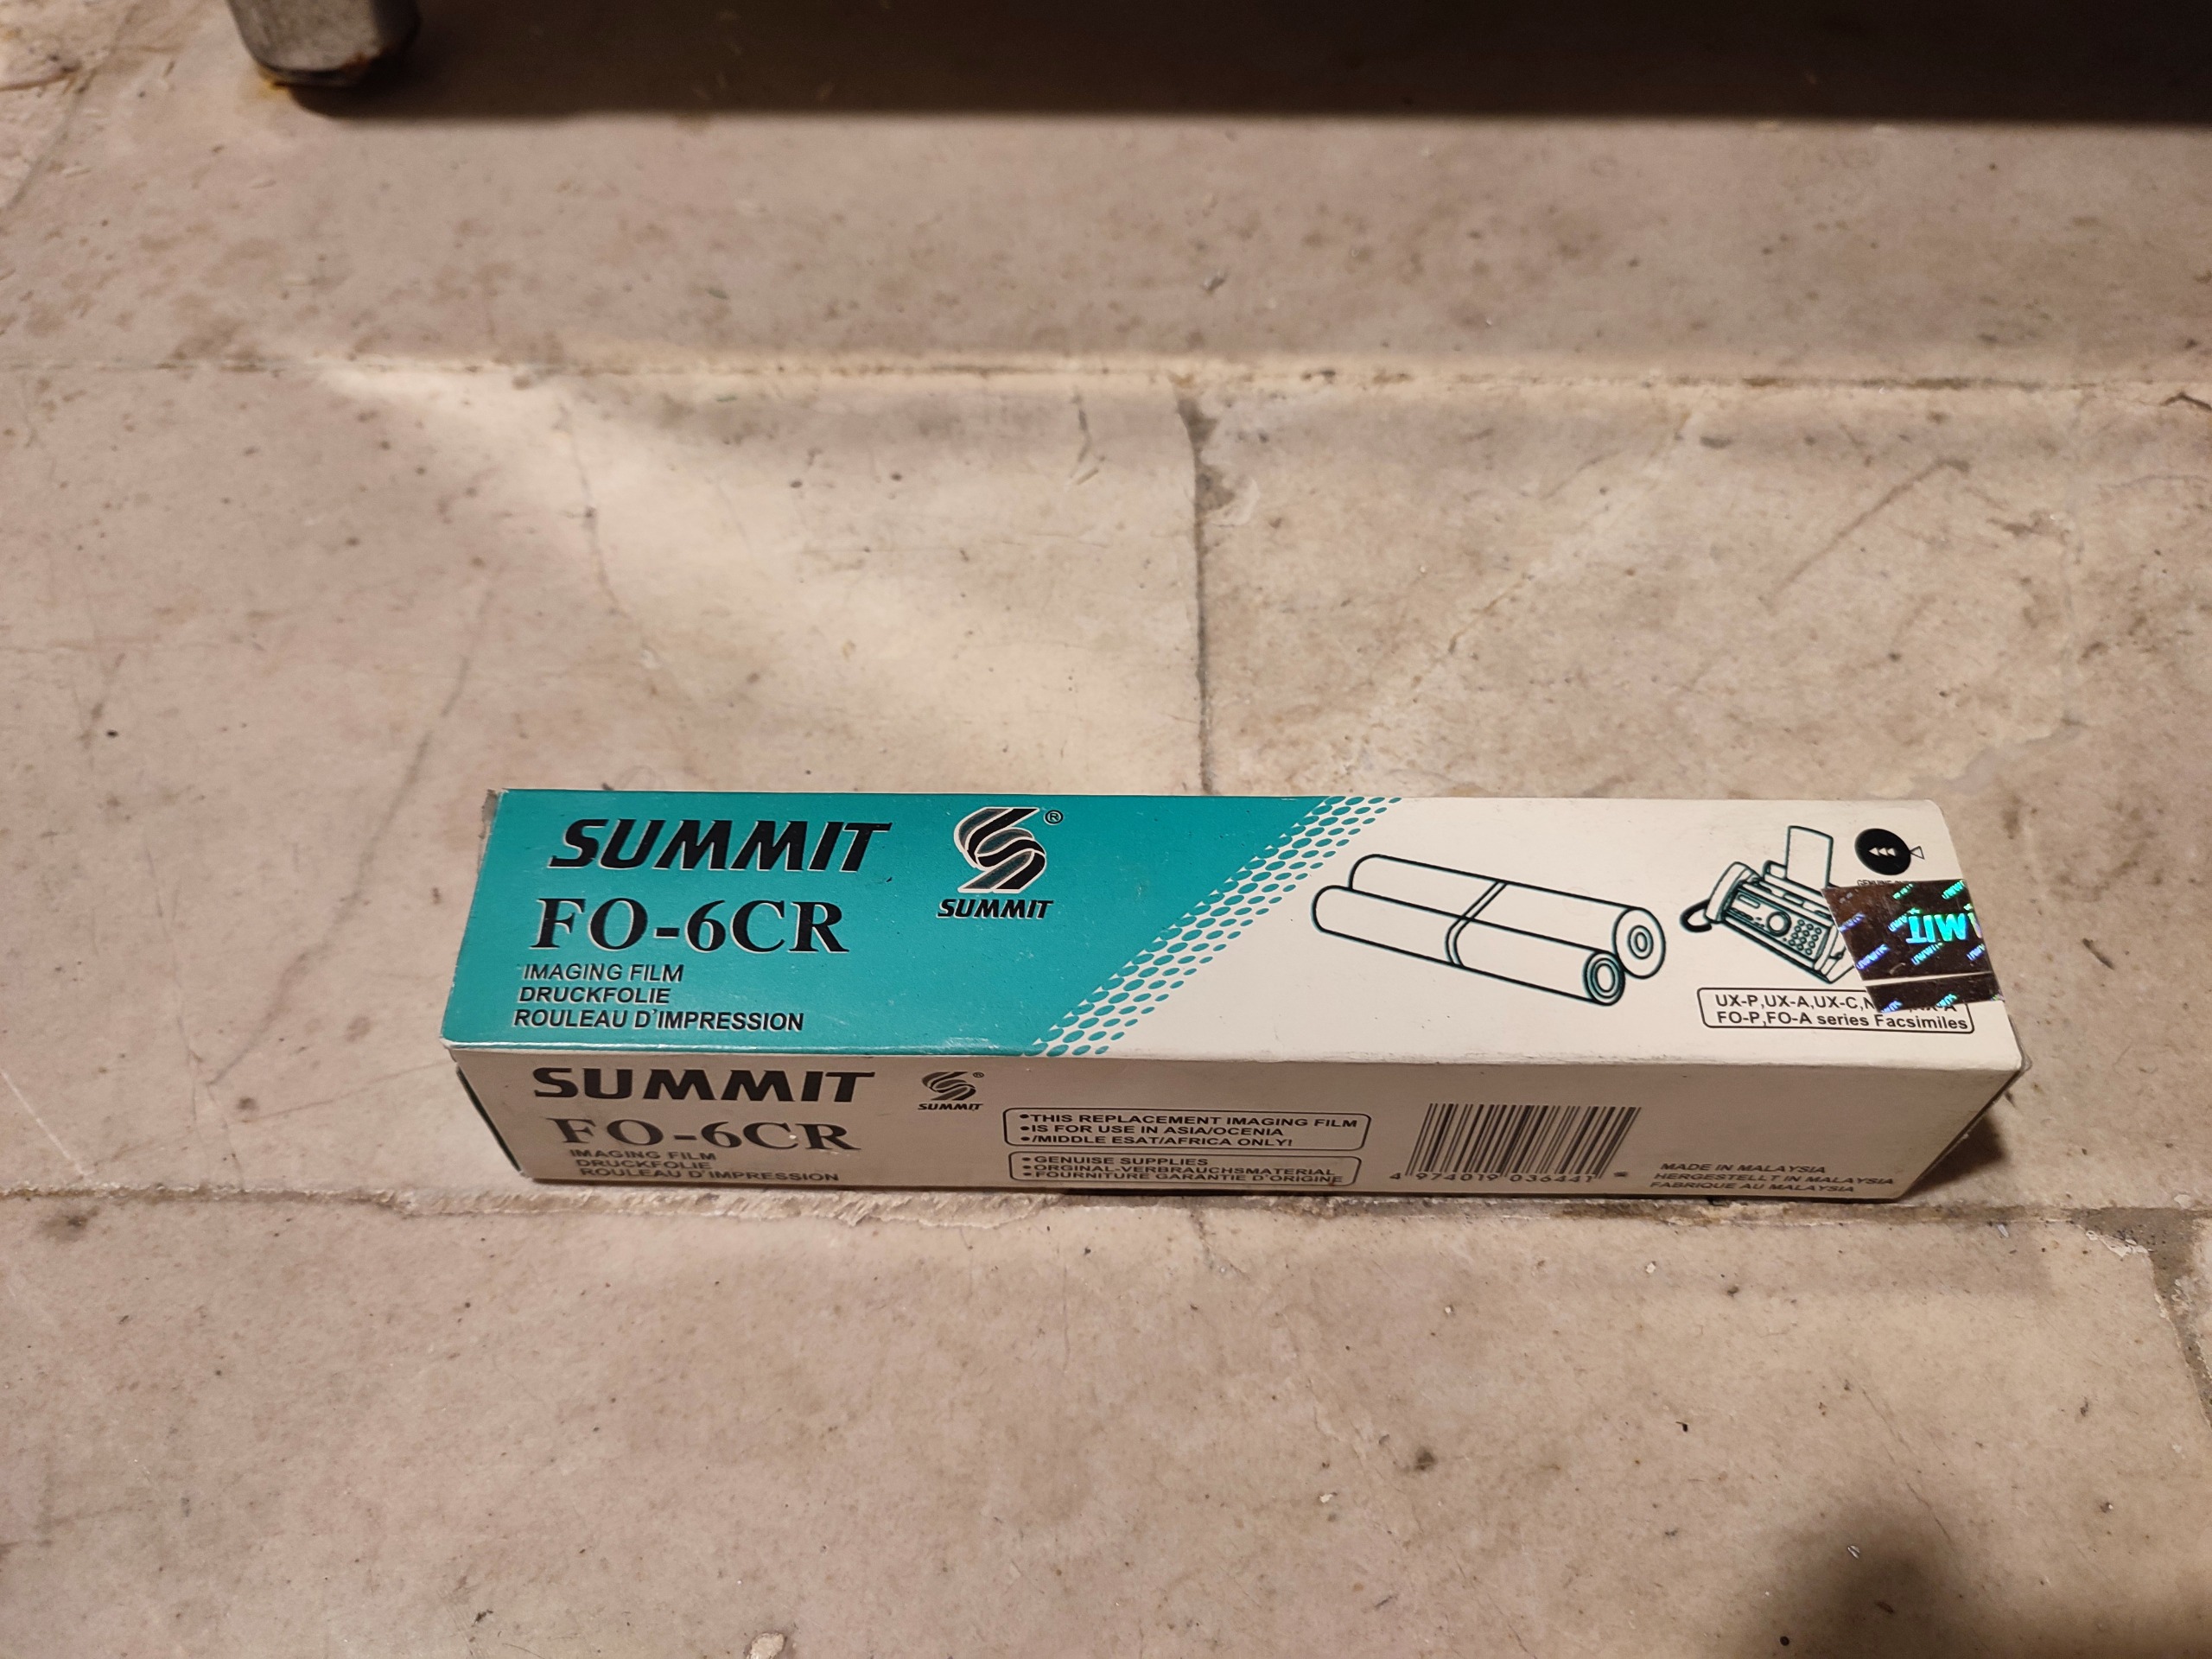 SUMMIT
®
SUMMIT
FO-6CR
IMAGING FILM
DRUCKFOLIE
ROULEAU D'IMPRESSION
MIT
UX-P,UX-A,UX-C,
FO-P,FO-A series Facsimiles
SUMMIT
®
SUMMIT
FO-6CR
IMAGING FILM
DRUCKFOLIE
ROULEAU D'IMPRESSION
•THIS REPLACEMENT IMAGING FILM
•IS FOR USE IN ASIA/OCENIA
•/MIDDLE ESAT/AFRICA ONLY!
•GENUISE SUPPLIES
•ORGINAL-VERBRAUCHSMATERIAL
•FOURNITURE GARANTIE D'ORIGINE
4 974019 036441
MADE IN MALAYSIA
HERGESTELLT IN MALAYSIA
FABRIQUE AU MALAYSIA